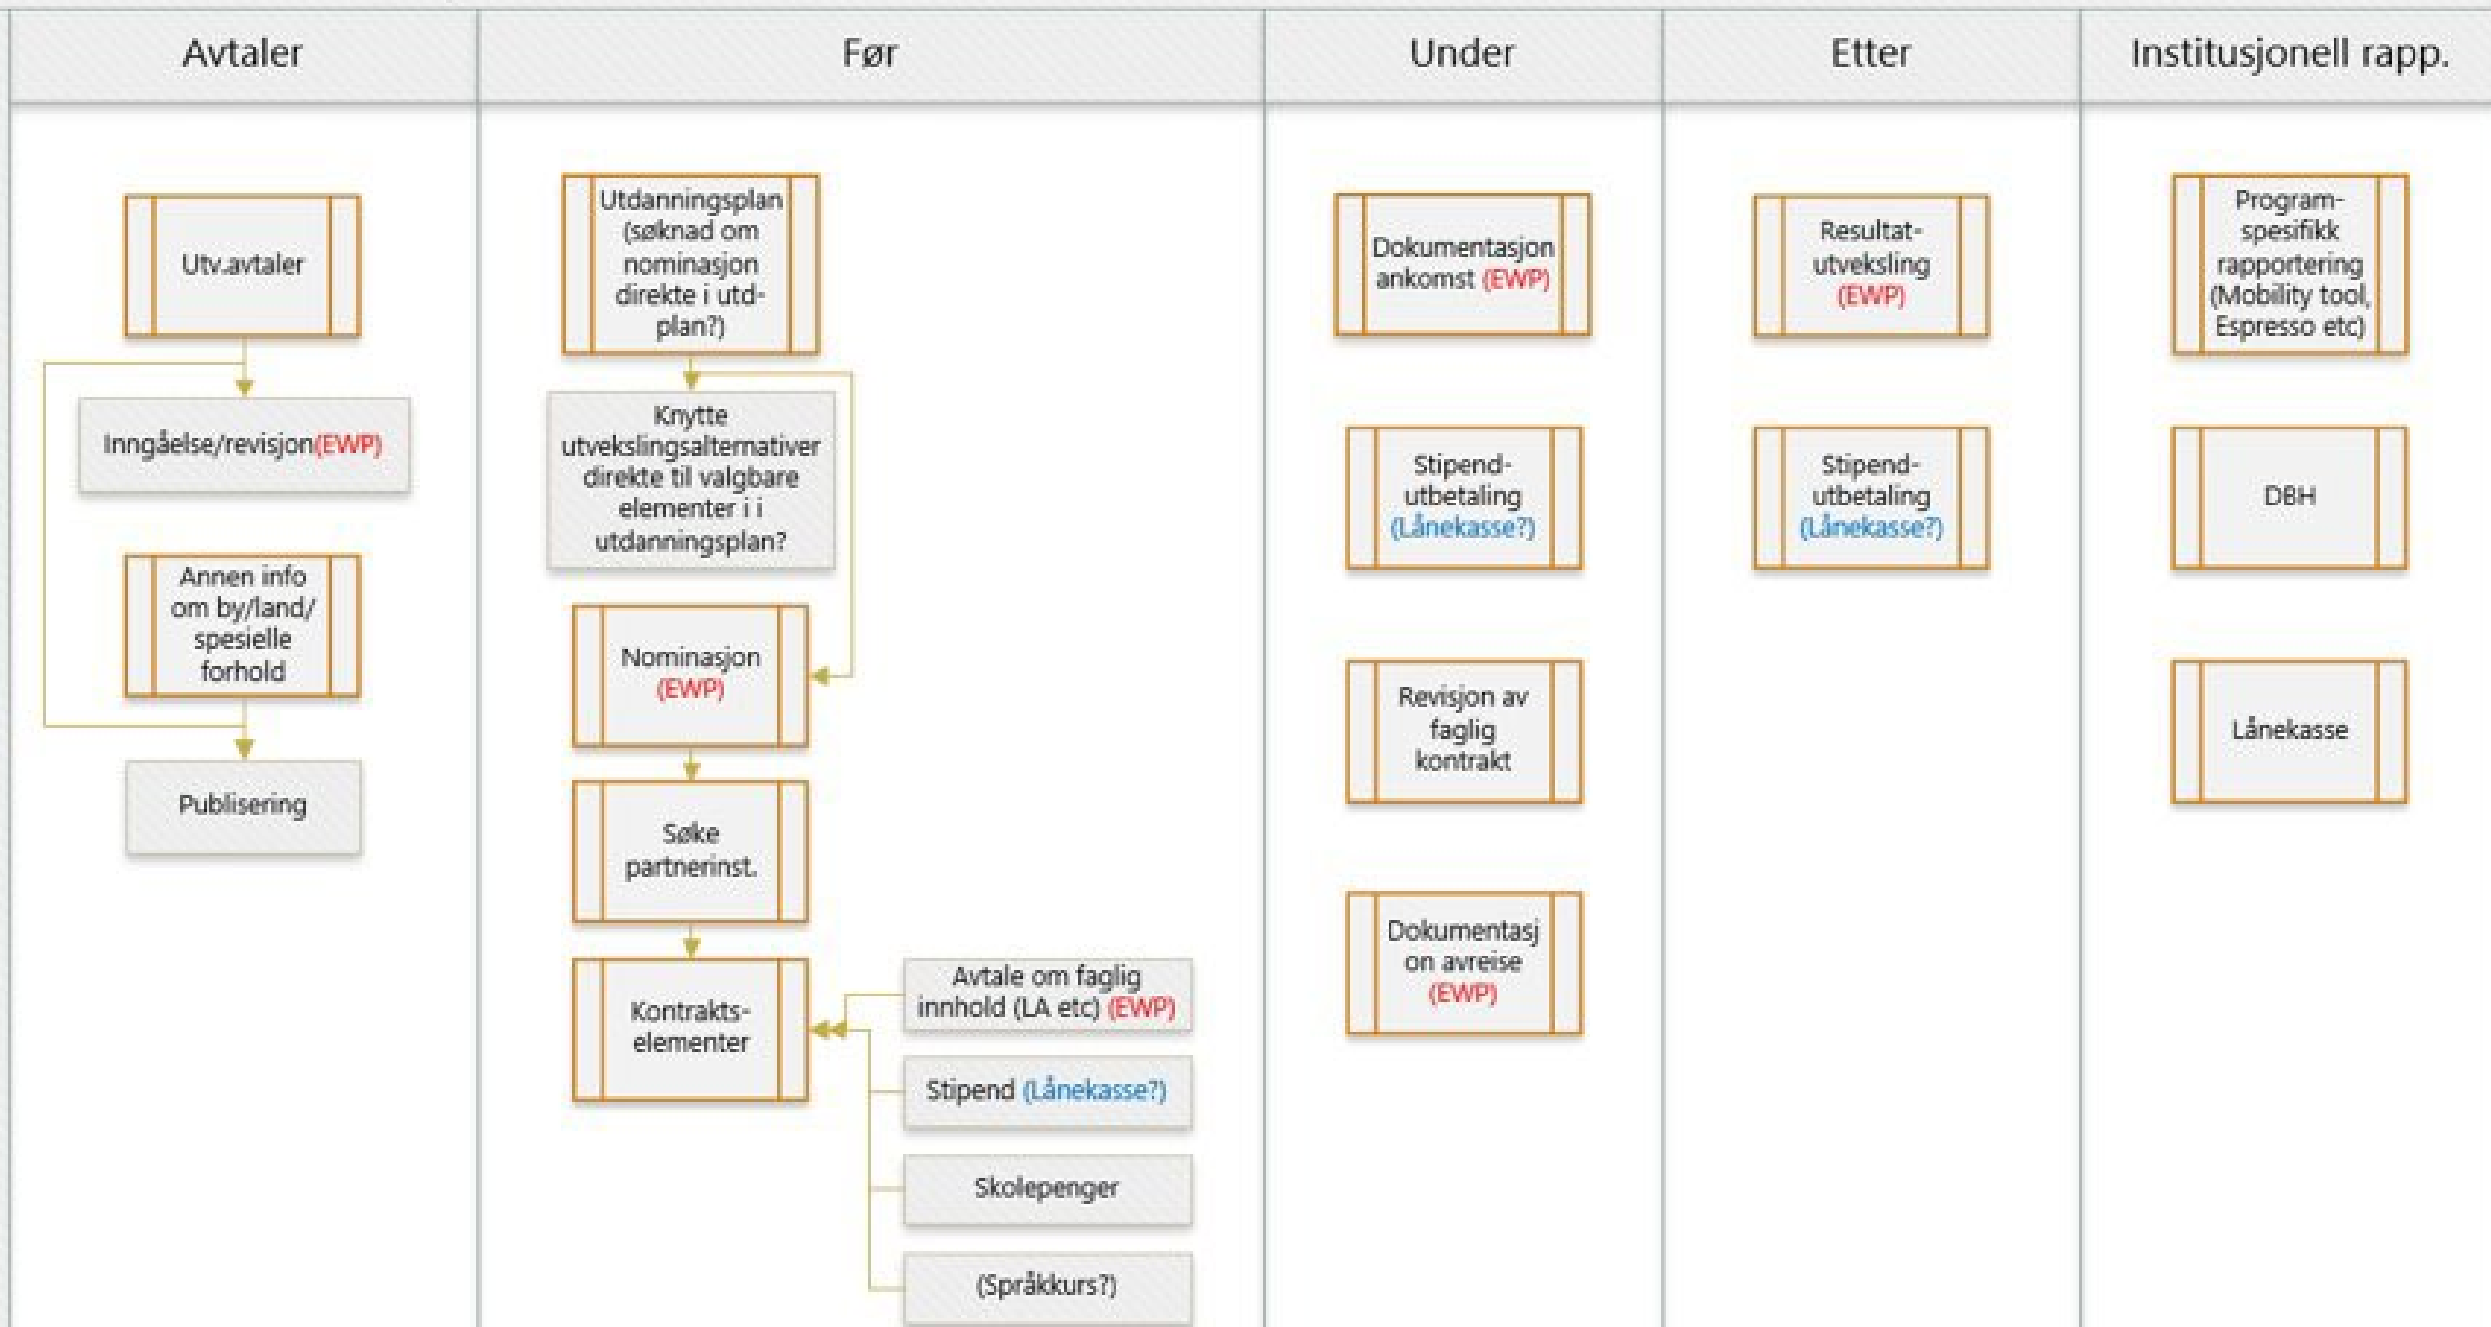 Avtaler
Før
Under
Etter
Institusjonell rapp.
Utv.avtaler
Inngåelse/revisjon(EWP)
Annen info
om by/land/
spesielle
forhold
Publisering
Utdanningsplan
(søknad om
nominasjon
direkte i utd-
plan?)
Knytte
utvekslingsalternativer
direkte til valgbare
elementer i i
utdanningsplan?
Nominasjon
(EWP)
Søke
partnerinst.
Kontrakts-
elementer
Avtale om faglig
innhold (LA etc) (EWP)
Stipend (Lånekasse?)
Skolepenger
(Språkkurs?)
Dokumentasjon
ankomst (EWP)
Stipend-
utbetaling
(Lånekasse?)
Revisjon av
faglig
kontrakt
Dokumentasj
on avreise
(EWP)
Resultat-
utveksling
(EWP)
Stipend-
utbetaling
(Lånekasse?)
Program-
spesifikk
rapportering
(Mobility tool,
Espresso etc)
DBH
Lånekasse